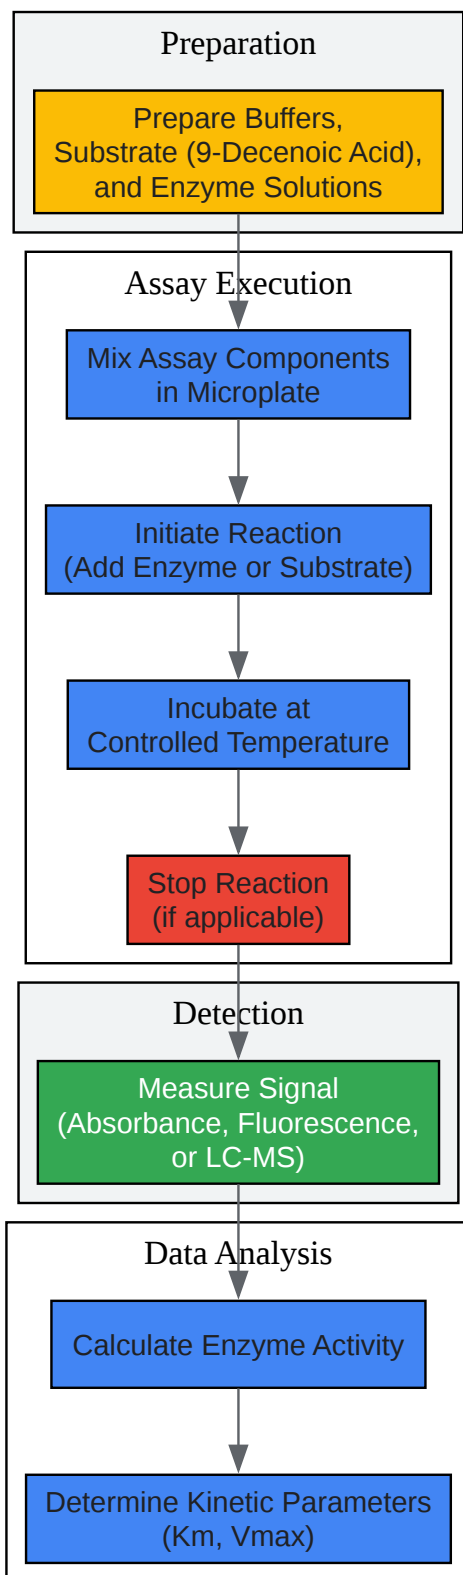 Preparation
Prepare Buffers,
Substrate (9-Decenoic Acid),
and Enzyme Solutions
Assay Execution
Mix Assay Components
in Microplate
Initiate Reaction
(Add Enzyme or Substrate)
Incubate at
Controlled Temperature
Stop Reaction
(if applicable)
Detection
Measure Signal
(Absorbance, Fluorescence,
or LC-MS)
Data Analysis
Calculate Enzyme Activity
Determine Kinetic Parameters
(Km, Vmax)